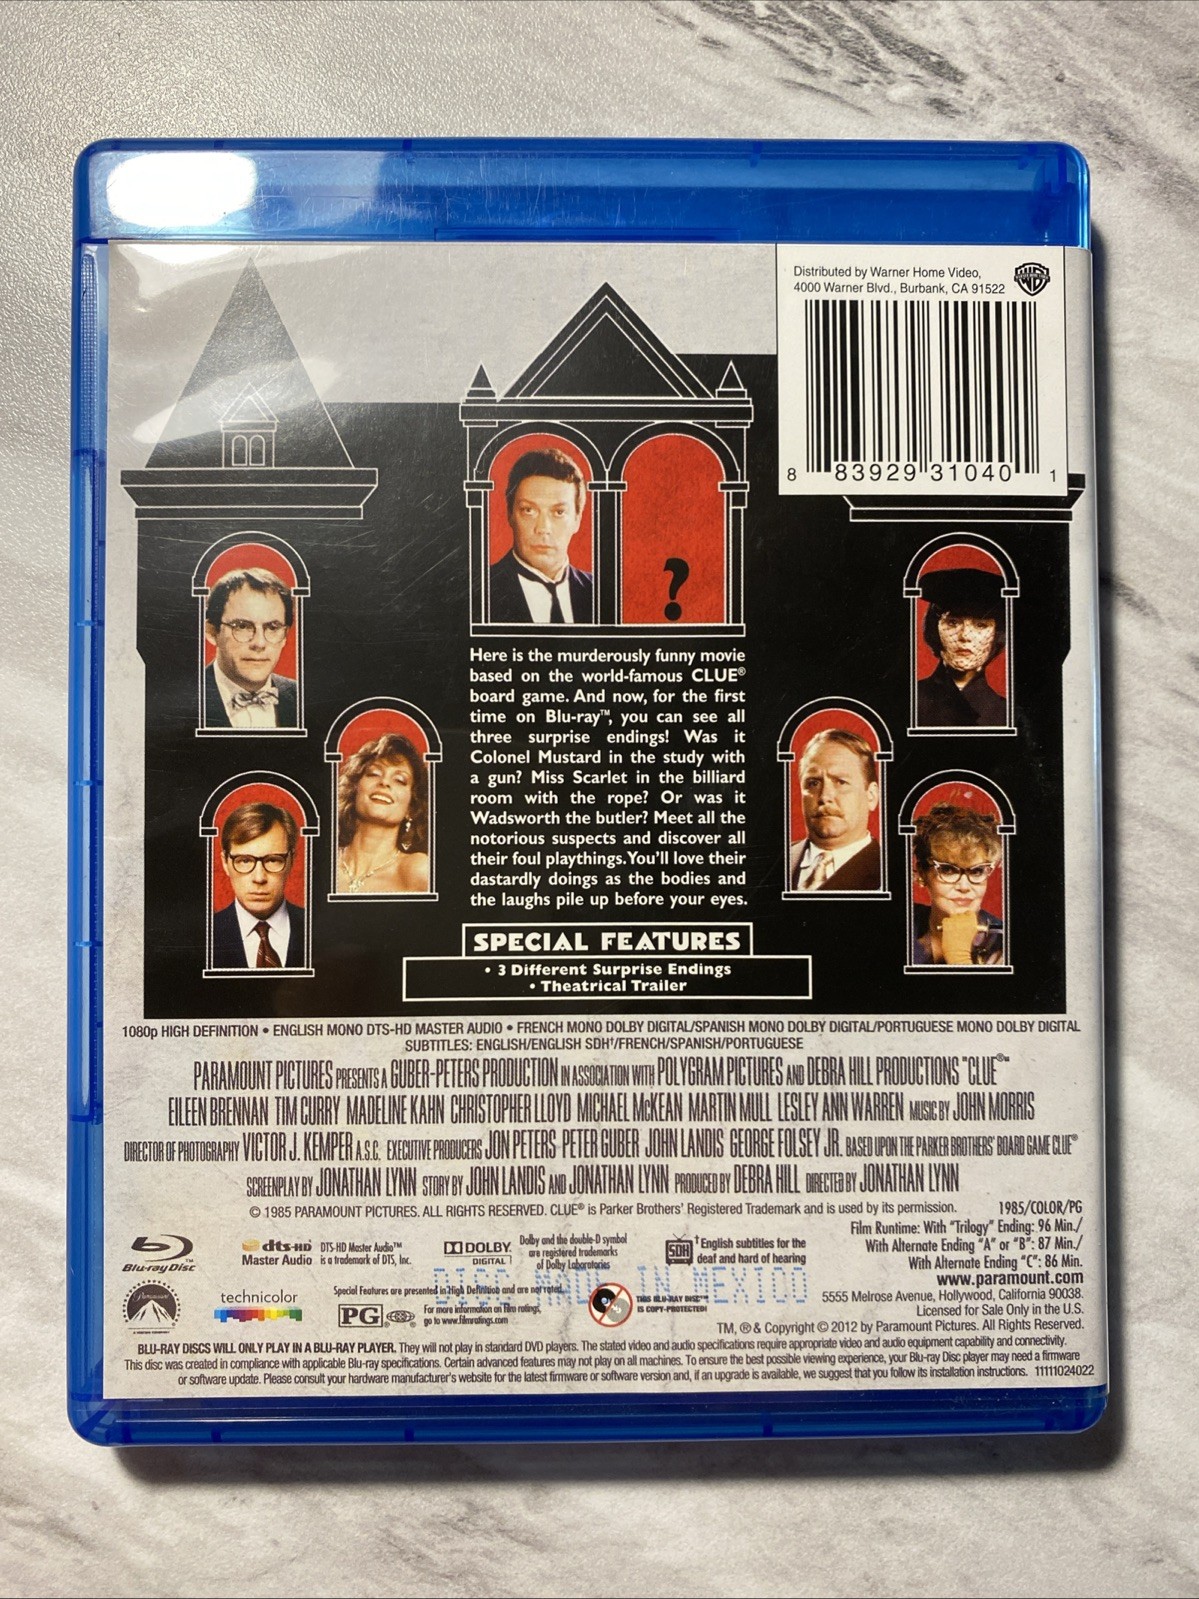 Distributed by Warner Home Video,
4000 Warner Blvd., Burbank, CA 91522
WB
8 83929 31040 1
?
Here is the murderously funny movie
based on the world-famous CLUE®
board game. And now, for the first
time on Blu-ray™, you can see all
three surprise endings! Was it
Colonel Mustard in the study with
a gun? Miss Scarlet in the billiard
room with the rope? Or was it
Wadsworth the butler? Meet all the
notorious suspects and discover all
their foul playthings. You'll love their
dastardly doings as the bodies and
the laughs pile up before your eyes.
SPECIAL FEATURES
• 3 Different Surprise Endings
• Theatrical Trailer
1080p HIGH DEFINITION • ENGLISH MONO DTS-HD MASTER AUDIO • FRENCH MONO DOLBY DIGITAL/SPANISH MONO DOLBY DIGITAL/PORTUGUESE MONO DOLBY DIGITAL
SUBTITLES: ENGLISH/ENGLISH SDH†/FRENCH/SPANISH/PORTUGUESE
PARAMOUNT PICTURES PRESENTS A GUBER-PETERS PRODUCTION IN ASSOCIATION WITH POLYGRAM PICTURES AND DEBRA HILL PRODUCTIONS "CLUE®"
EILEEN BRENNAN TIM CURRY MADELINE KAHN CHRISTOPHER LLOYD MICHAEL McKEAN MARTIN MULL LESLEY ANN WARREN MUSIC BY JOHN MORRIS
DIRECTOR OF PHOTOGRAPHY VICTOR J. KEMPER A.S.C. EXECUTIVE PRODUCERS JON PETERS PETER GUBER JOHN LANDIS GEORGE FOLSEY JR. BASED UPON THE PARKER BROTHERS' BOARD GAME CLUE®
SCREENPLAY BY JONATHAN LYNN STORY BY JOHN LANDIS AND JONATHAN LYNN PRODUCED BY DEBRA HILL DIRECTED BY JONATHAN LYNN
© 1985 PARAMOUNT PICTURES. ALL RIGHTS RESERVED. CLUE® is Parker Brothers' Registered Trademark and is used by its permission.
1985/COLOR/PG
Film Runtime: With "Trilogy" Ending: 96 Min./
With Alternate Ending "A" or "B": 87 Min./
With Alternate Ending "C": 86 Min.
www.paramount.com
5555 Melrose Avenue, Hollywood, California 90038.
Licensed for Sale Only in the U.S.
TM, ® & Copyright © 2012 by Paramount Pictures. All Rights Reserved.
Blu-ray Disc
dts-HD
Master Audio
DTS-HD Master Audio™
is a trademark of DTS, Inc.
DOLBY
DIGITAL
Dolby and the double-D symbol
are registered trademarks
of Dolby Laboratories
SDH
†English subtitles for the
deaf and hard of hearing
DISC MADE IN MEXICO
Paramount
technicolor
Special Features are presented in High Definition and are not rated.
PG
For more information on film ratings,
go to www.filmratings.com
THIS BLU-RAY DISC™
IS COPY-PROTECTED!
BLU-RAY DISCS WILL ONLY PLAY IN A BLU-RAY PLAYER. They will not play in standard DVD players. The stated video and audio specifications require appropriate video and audio equipment capability and connectivity.
This disc was created in compliance with applicable Blu-ray specifications. Certain advanced features may not play on all machines. To ensure the best possible viewing experience, your Blu-ray Disc player may need a firmware
or software update. Please consult your hardware manufacturer's website for the latest firmware or software version and, if an upgrade is available, we suggest that you follow its installation instructions. 11111024022